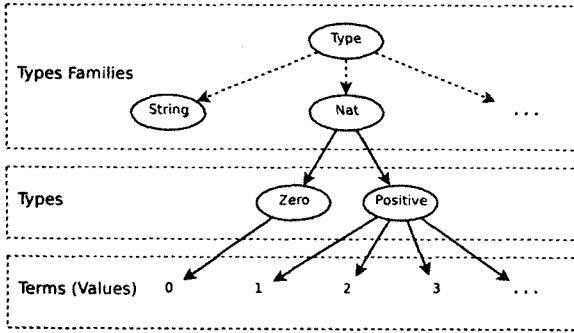 Type
Types Families
String
Nat
...
Types
Zero
Positive
Terms (Values)
0
1
2
3
...